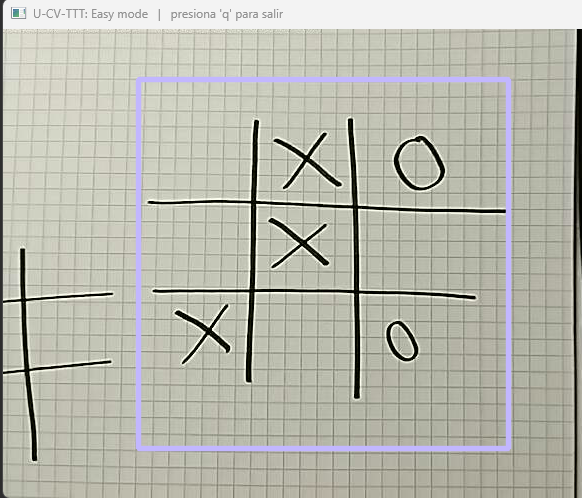 U-CV-TTT: Easy mode | presiona 'q' para salir
X O
X
X O